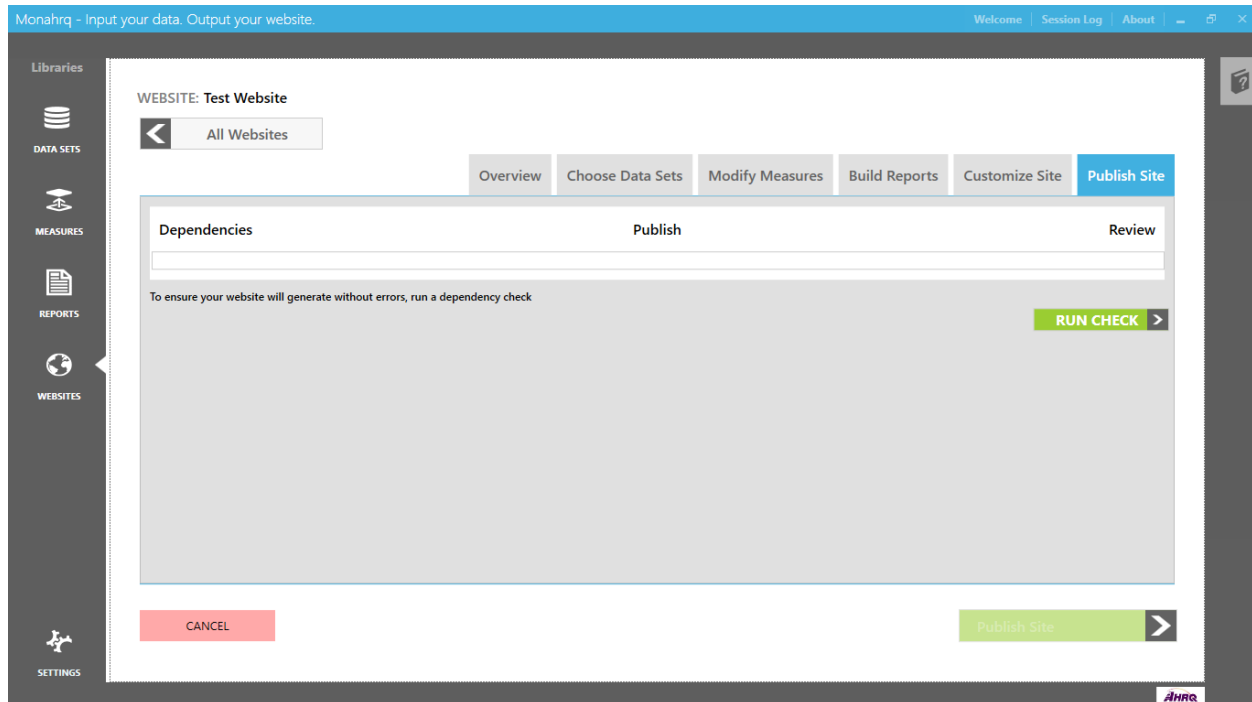 Monahrq - Input your data. Output your website.
Welcome | Session Log | About
Libraries
DATA SETS
MEASURES
REPORTS
WEBSITES
SETTINGS
WEBSITE: Test Website
All Websites
Overview
Choose Data Sets
Modify Measures
Build Reports
Customize Site
Publish Site
Dependencies
Publish
Review
To ensure your website will generate without errors, run a dependency check
RUN CHECK
CANCEL
Publish Site
AHRQ